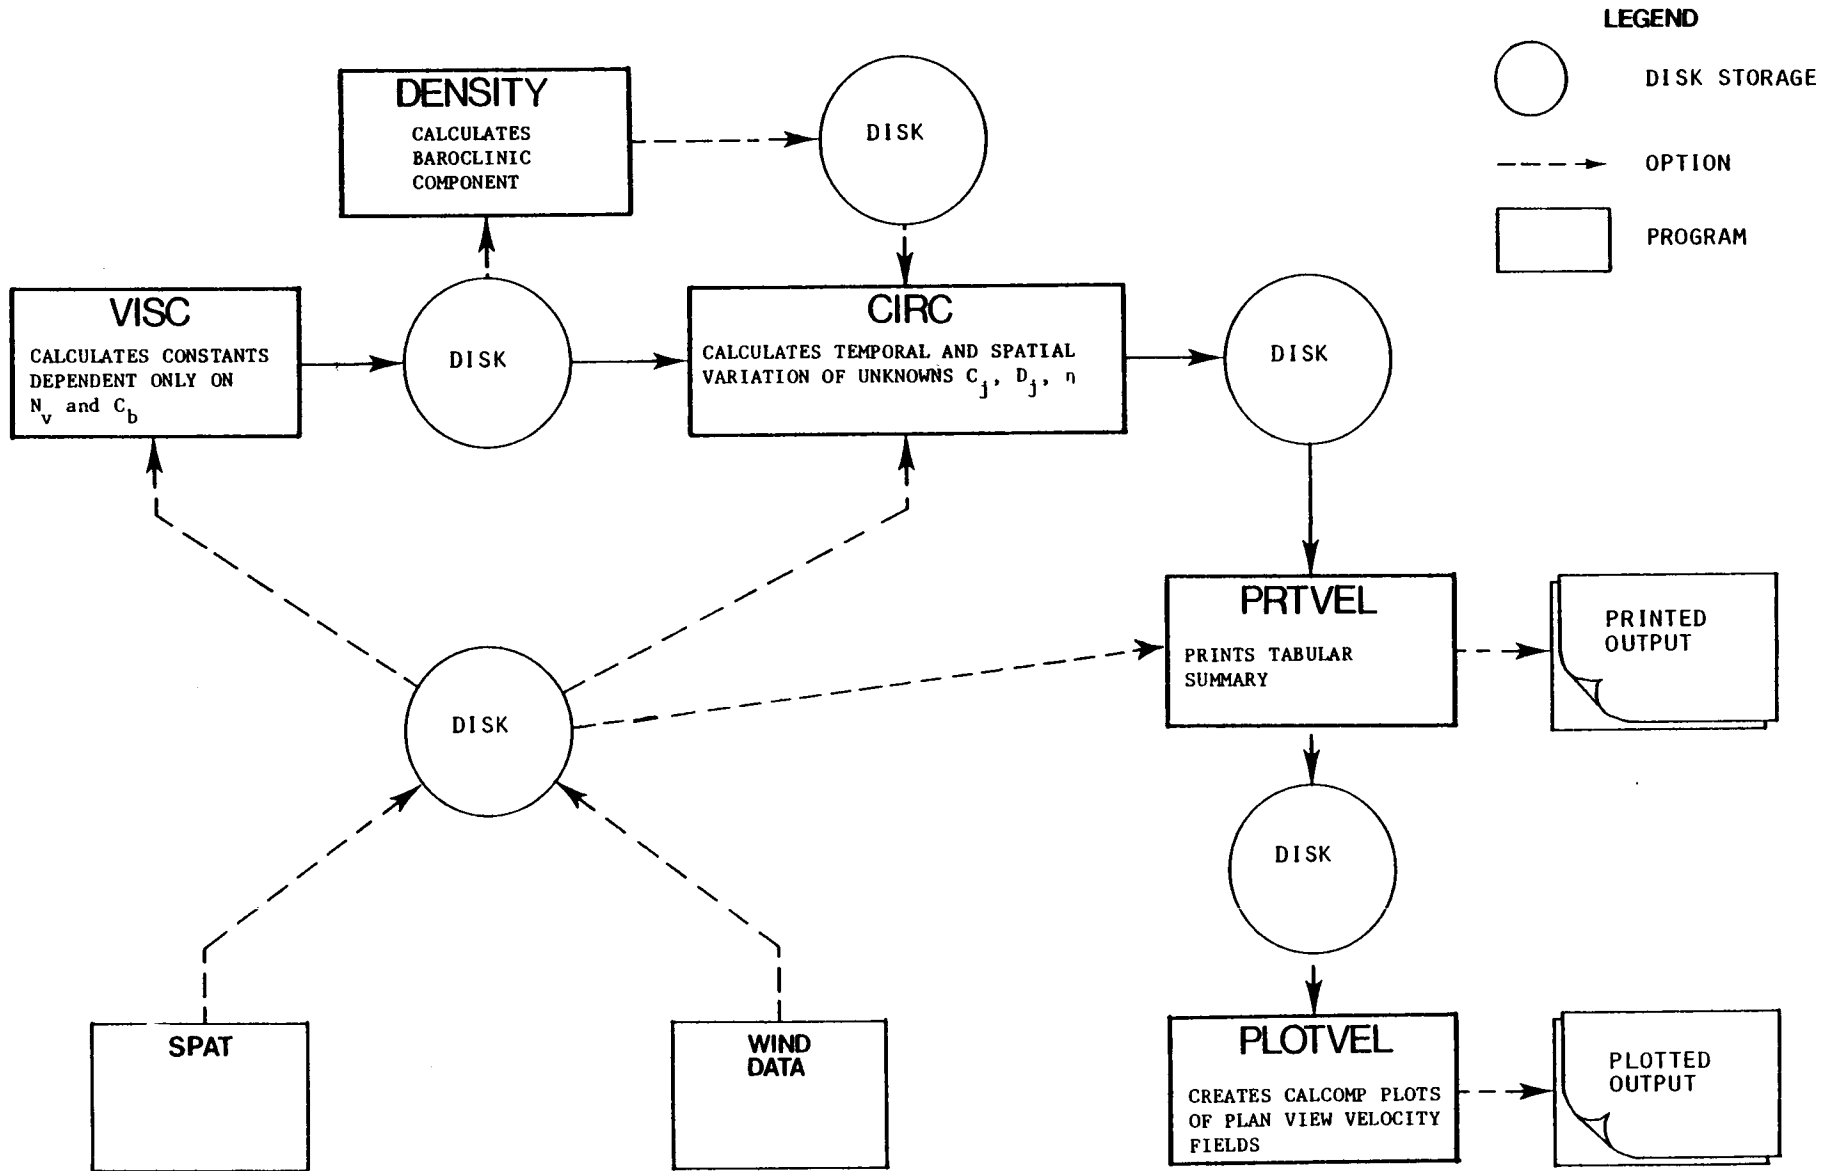 LEGEND
DISK STORAGE
OPTION
PROGRAM
DENSITY
CALCULATES
BAROCLINIC
COMPONENT
DISK
VISC
CALCULATES CONSTANTS
DEPENDENT ONLY ON
N_v and C_b
DISK
CIRC
CALCULATES TEMPORAL AND SPATIAL
VARIATION OF UNKNOWNS C_j, D_j, η
DISK
PRTVEL
PRINTS TABULAR
SUMMARY
PRINTED
OUTPUT
DISK
DISK
SPAT
WIND
DATA
PLOTVEL
CREATES CALCOMP PLOTS
OF PLAN VIEW VELOCITY
FIELDS
PLOTTED
OUTPUT